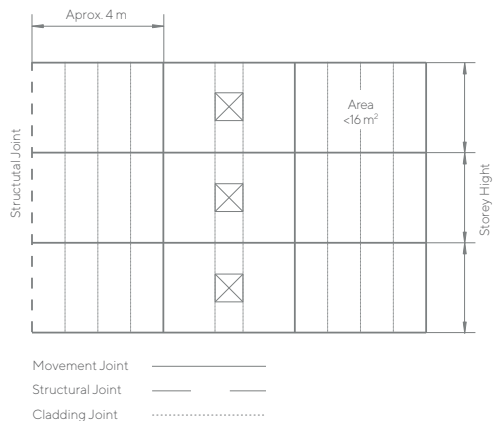 Aprox. 4 m
Area
<16 m²
Structutal Joint
Storey Hight
Movement Joint
Structural Joint
Cladding Joint